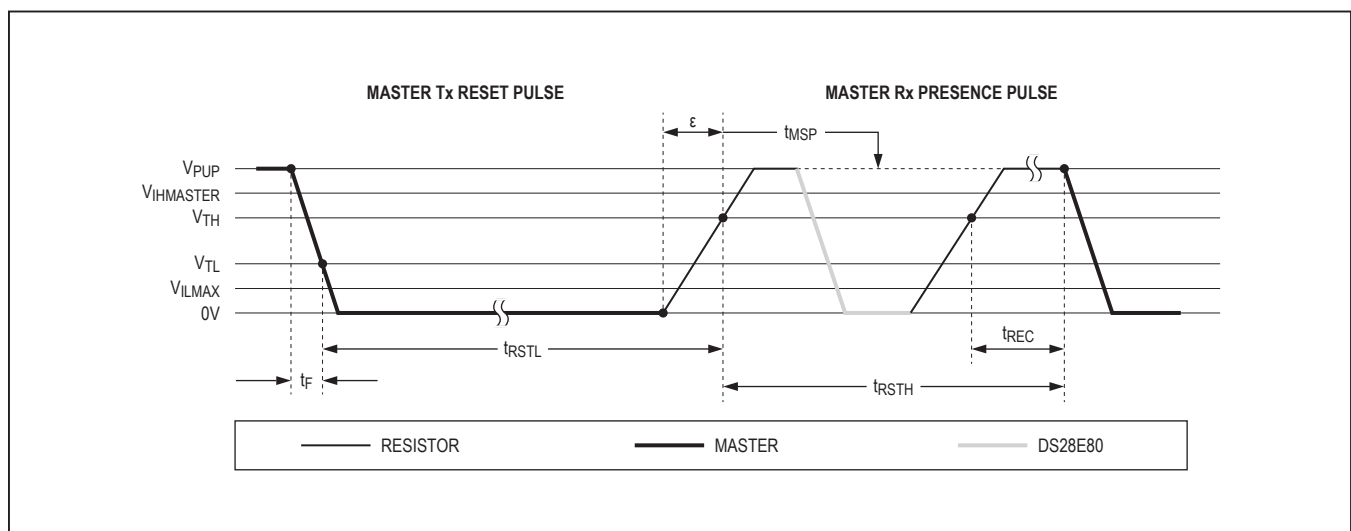 MASTER Tx RESET PULSE
MASTER Rx PRESENCE PULSE
ε
tMSP
VPUP
VIHMASTER
VTH
VTL
VILMAX
0V
tRSTL
tREC
tF
tRSTH
RESISTOR
MASTER
DS28E80